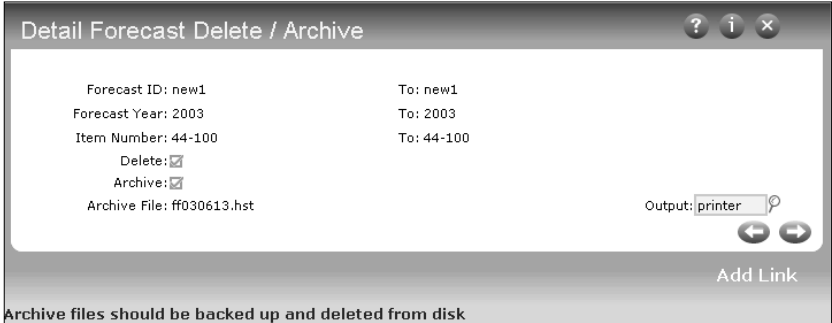 Detail Forecast Delete / Archive
? i ×
Forecast ID: new1 To: new1
Forecast Year: 2003 To: 2003
Item Number: 44-100 To: 44-100
Delete:
Archive:
Archive File: ff030613.hst Output: printer
Add Link
Archive files should be backed up and deleted from disk